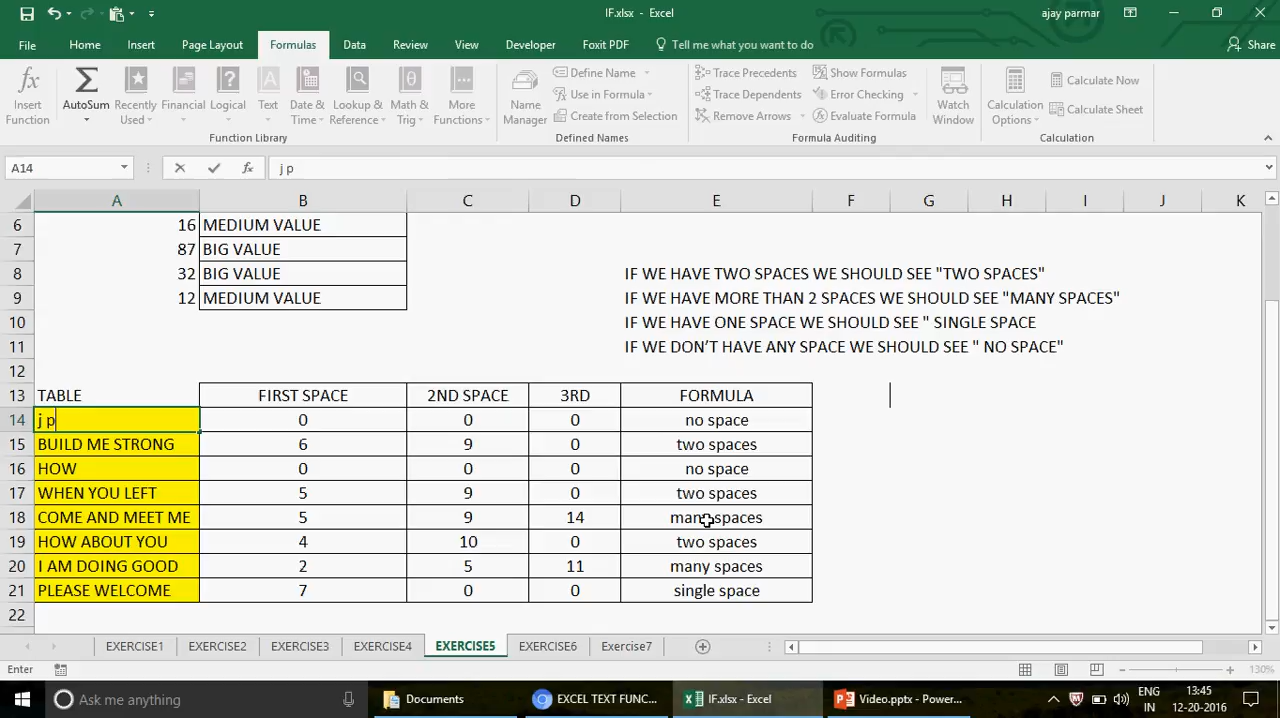 IF.xlsx - Excel
ajay parmar
File Home Insert Page Layout Formulas Data Review View Developer Foxit PDF Tell me what you want to do Share
Insert Function
AutoSum
Recently Used
Financial
Logical
Text
Date & Time
Lookup & Reference
Math & Trig
More Functions
Function Library
Name Manager
Define Name
Use in Formula
Create from Selection
Defined Names
Trace Precedents
Trace Dependents
Remove Arrows
Show Formulas
Error Checking
Evaluate Formula
Formula Auditing
Watch Window
Calculation Options
Calculate Now
Calculate Sheet
Calculation
A14 fx j p
A B C D E F G H I J K
6 16 MEDIUM VALUE
7 87 BIG VALUE
8 32 BIG VALUE IF WE HAVE TWO SPACES WE SHOULD SEE "TWO SPACES"
9 12 MEDIUM VALUE IF WE HAVE MORE THAN 2 SPACES WE SHOULD SEE "MANY SPACES"
10 IF WE HAVE ONE SPACE WE SHOULD SEE " SINGLE SPACE
11 IF WE DON’T HAVE ANY SPACE WE SHOULD SEE " NO SPACE"
12
13 TABLE FIRST SPACE 2ND SPACE 3RD FORMULA
14 j p 0 0 0 no space
15 BUILD ME STRONG 6 9 0 two spaces
16 HOW 0 0 0 no space
17 WHEN YOU LEFT 5 9 0 two spaces
18 COME AND MEET ME 5 9 14 many spaces
19 HOW ABOUT YOU 4 10 0 two spaces
20 I AM DOING GOOD 2 5 11 many spaces
21 PLEASE WELCOME 7 0 0 single space
22
EXERCISE1 EXERCISE2 EXERCISE3 EXERCISE4 EXERCISE5 EXERCISE6 Exercise7
Enter 130%
Ask me anything
Documents
EXCEL TEXT FUNC...
IF.xlsx - Excel
Video.pptx - Power...
ENG
IN
13:45
12-20-2016